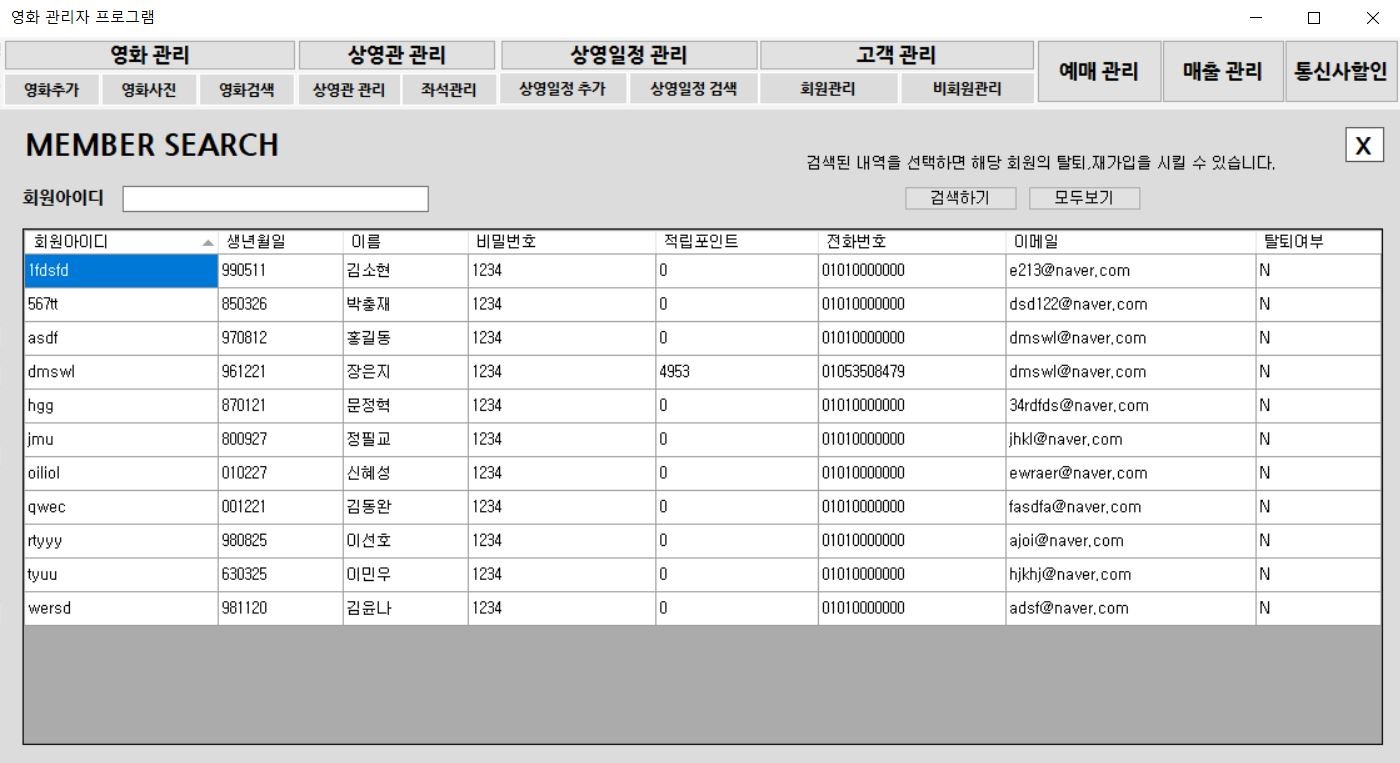 영화 관리자 프로그램
영화 관리 상영관 관리 상영일정 관리 고객 관리 예매 관리 매출 관리 통신사할인
영화추가 영화사진 영화검색 상영관 관리 좌석관리 상영일정 추가 상영일정 검색 회원관리 비회원관리
MEMBER SEARCH
X
검색된 내역을 선택하면 해당 회원의 탈퇴,재가입을 시킬 수 있습니다.
회원아이디 검색하기 모두보기
회원아이디 생년월일 이름 비밀번호 적립포인트 전화번호 이메일 탈퇴여부
1fdsfd 990511 김소현 1234 0 01010000000 e213@naver.com N
567tt 850326 박충재 1234 0 01010000000 dsd122@naver.com N
asdf 970812 홍길동 1234 0 01010000000 dmswl@naver.com N
dmswl 961221 장은지 1234 4953 01053508479 dmswl@naver.com N
hgg 870121 문정혁 1234 0 01010000000 34rdfds@naver.com N
jmu 800927 정필교 1234 0 01010000000 jhkl@naver.com N
oiliol 010227 신혜성 1234 0 01010000000 ewraer@naver.com N
qwec 001221 김동완 1234 0 01010000000 fasdfa@naver.com N
rtyyy 980825 이선호 1234 0 01010000000 ajoi@naver.com N
tyuu 630325 이민우 1234 0 01010000000 hjkhj@naver.com N
wersd 981120 김윤나 1234 0 01010000000 adsf@naver.com N